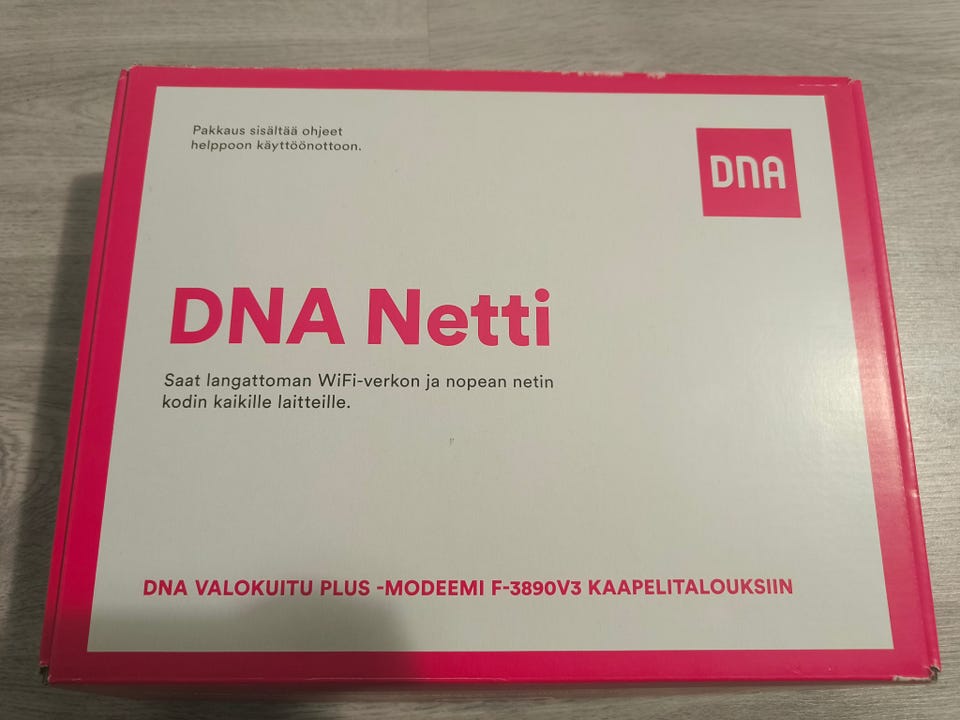 Pakkaus sisältää ohjeet
helppoon käyttöönottoon.
DNA
DNA Netti
Saat langattoman WiFi-verkon ja nopean netin
kodin kaikille laitteille.
DNA VALOKUITU PLUS -MODEEMI F-3890V3 KAAPELITALOUKSIIN